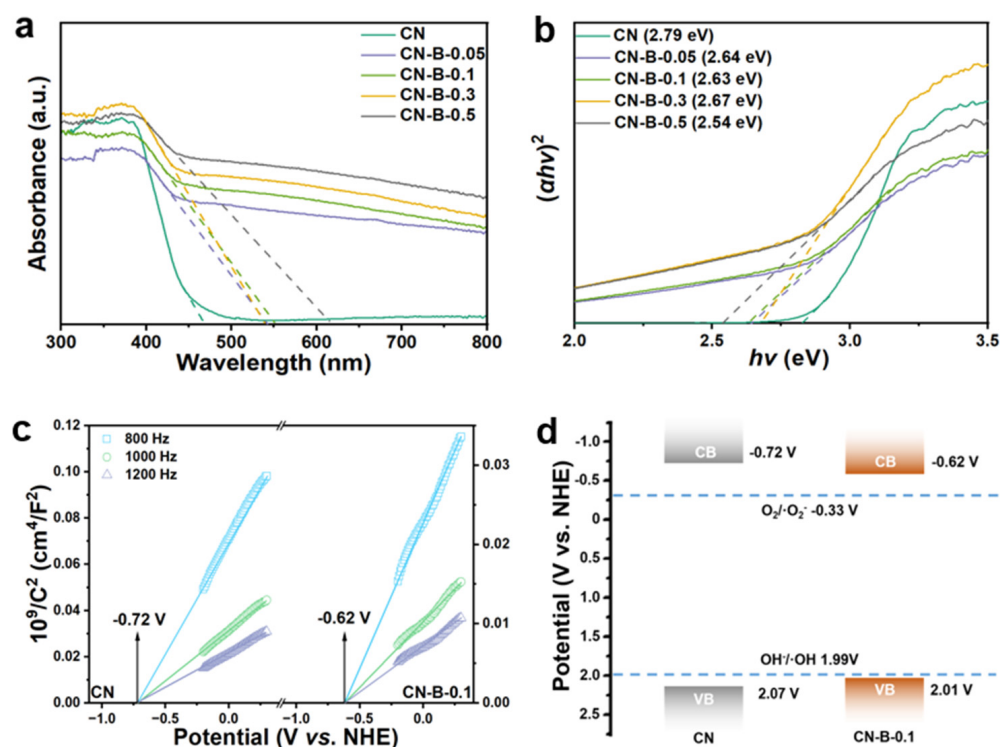 a
CN
CN-B-0.05
CN-B-0.1
CN-B-0.3
CN-B-0.5
Absorbance (a.u.)
300 400 500 600 700 800
Wavelength (nm)
b
CN (2.79 eV)
CN-B-0.05 (2.64 eV)
CN-B-0.1 (2.63 eV)
CN-B-0.3 (2.67 eV)
CN-B-0.5 (2.54 eV)
(αhν)²
2.0 2.5 3.0 3.5
hν (eV)
c
800 Hz
1000 Hz
1200 Hz
10⁹/C² (cm⁴/F²)
0.12
0.10
0.08
0.06
0.04
0.02
0.00
0.03
0.02
0.01
0.00
-0.72 V
-0.62 V
CN
CN-B-0.1
-1.0 -0.5 0.0 -1.0 -0.5 0.0
Potential (V vs. NHE)
d
Potential (V vs. NHE)
-1.0
-0.5
0
0.5
1.0
1.5
2.0
2.5
CB -0.72 V
CB -0.62 V
O₂/·O₂⁻ -0.33 V
OH⁻/·OH 1.99V
VB 2.07 V
VB 2.01 V
CN CN-B-0.1